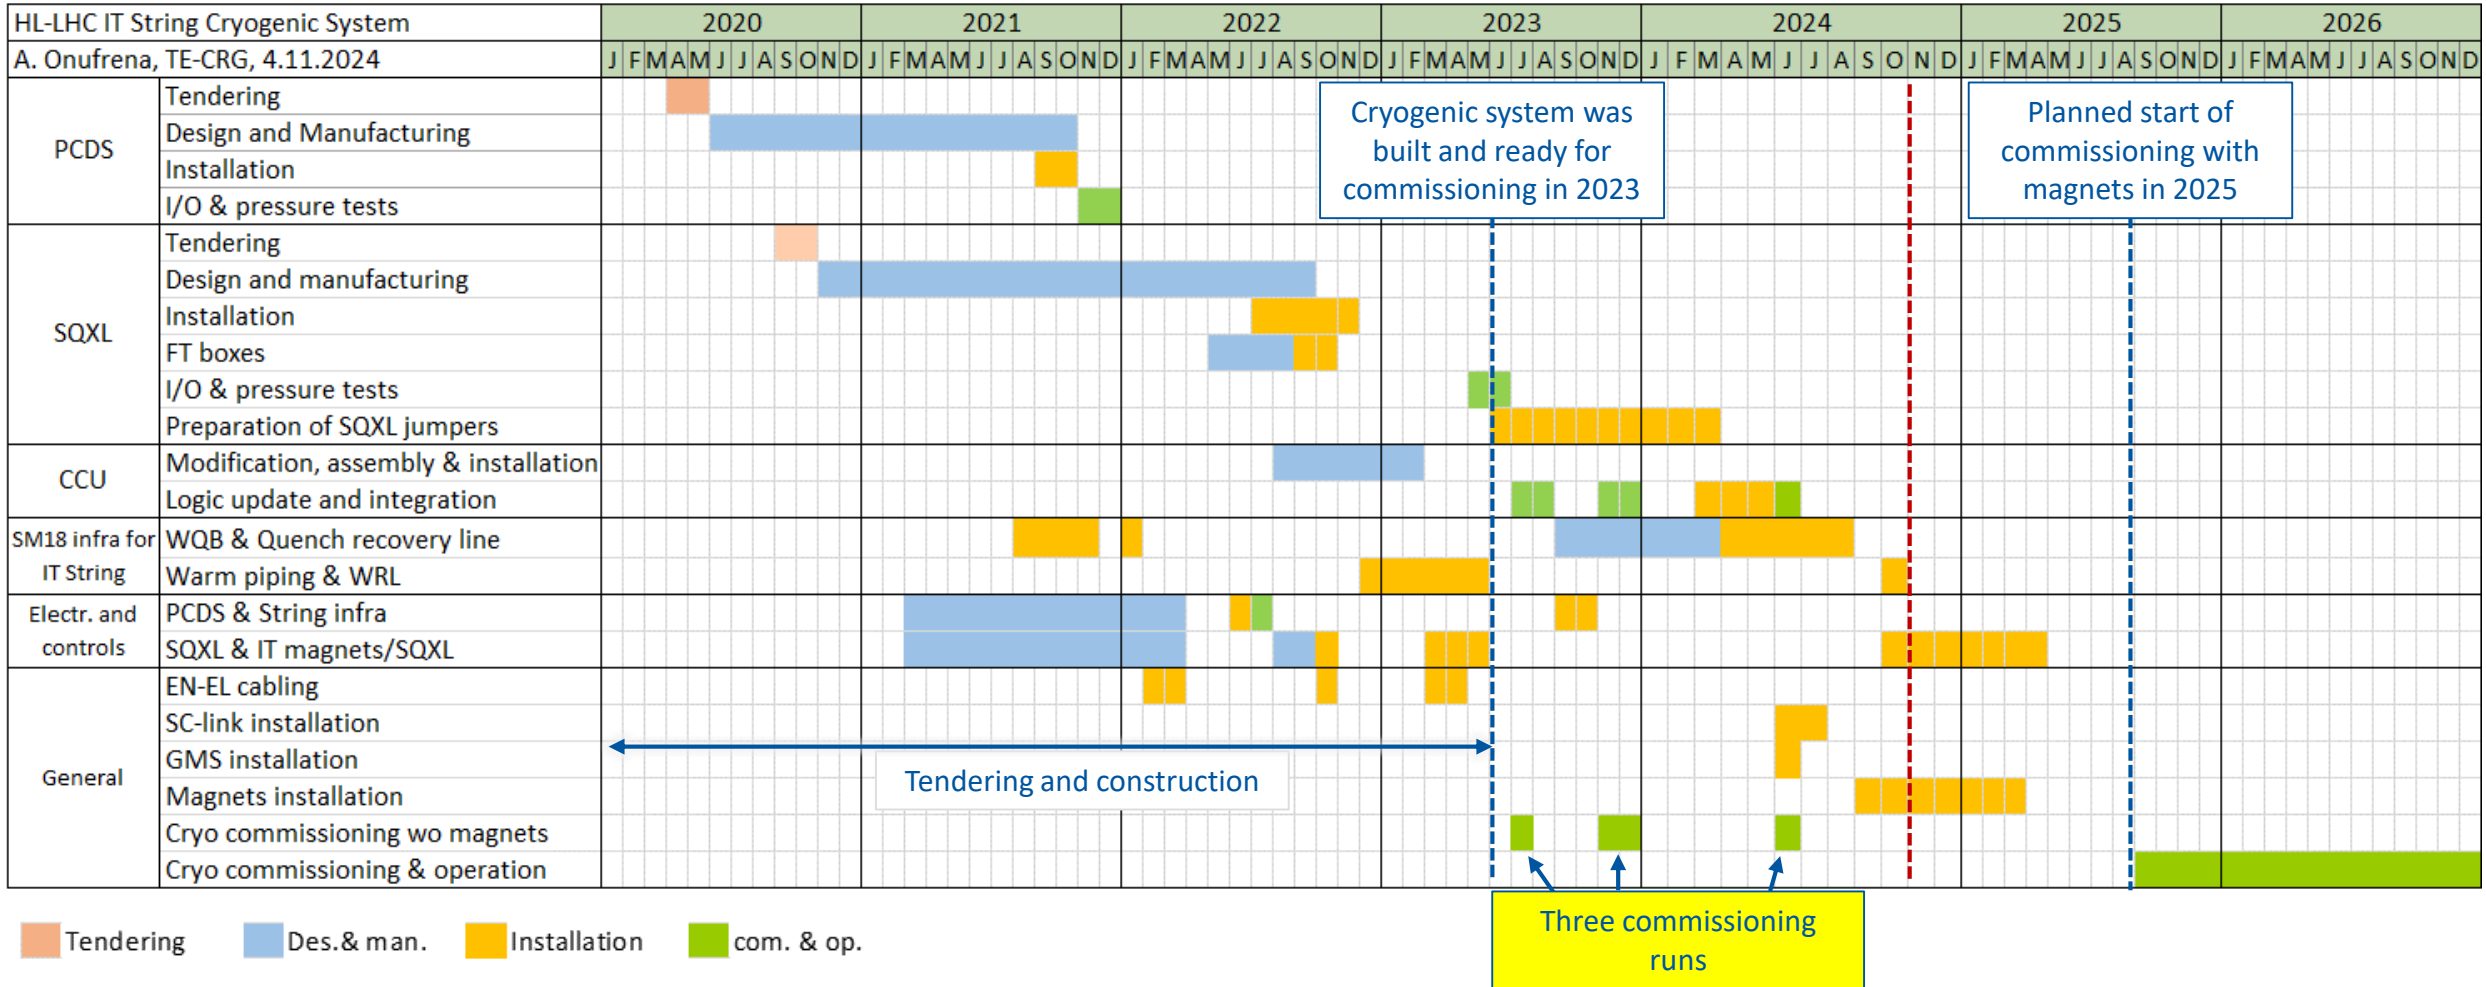 HL-LHC IT String Cryogenic System
2020 2021 2022 2023 2024 2025 2026
A. Onufrena, TE-CRG, 4.11.2024
J F M A M J J A S O N D J F M A M J J A S O N D J F M A M J J A S O N D J F M A M J J A S O N D J F M A M J J A S O N D J F M A M J J A S O N D J F M A M J J A S O N D
PCDS
Tendering
Design and Manufacturing
Installation
I/O & pressure tests
SQXL
Tendering
Design and manufacturing
Installation
FT boxes
I/O & pressure tests
Preparation of SQXL jumpers
CCU
Modification, assembly & installation
Logic update and integration
SM18 infra for
IT String
WQB & Quench recovery line
Warm piping & WRL
Electr. and
controls
PCDS & String infra
SQXL & IT magnets/SQXL
General
EN-EL cabling
SC-link installation
GMS installation
Magnets installation
Cryo commissioning wo magnets
Cryo commissioning & operation
Cryogenic system was
built and ready for
commissioning in 2023
Planned start of
commissioning with
magnets in 2025
Tendering and construction
Three commissioning
runs
Tendering
Des.& man.
Installation
com. & op.